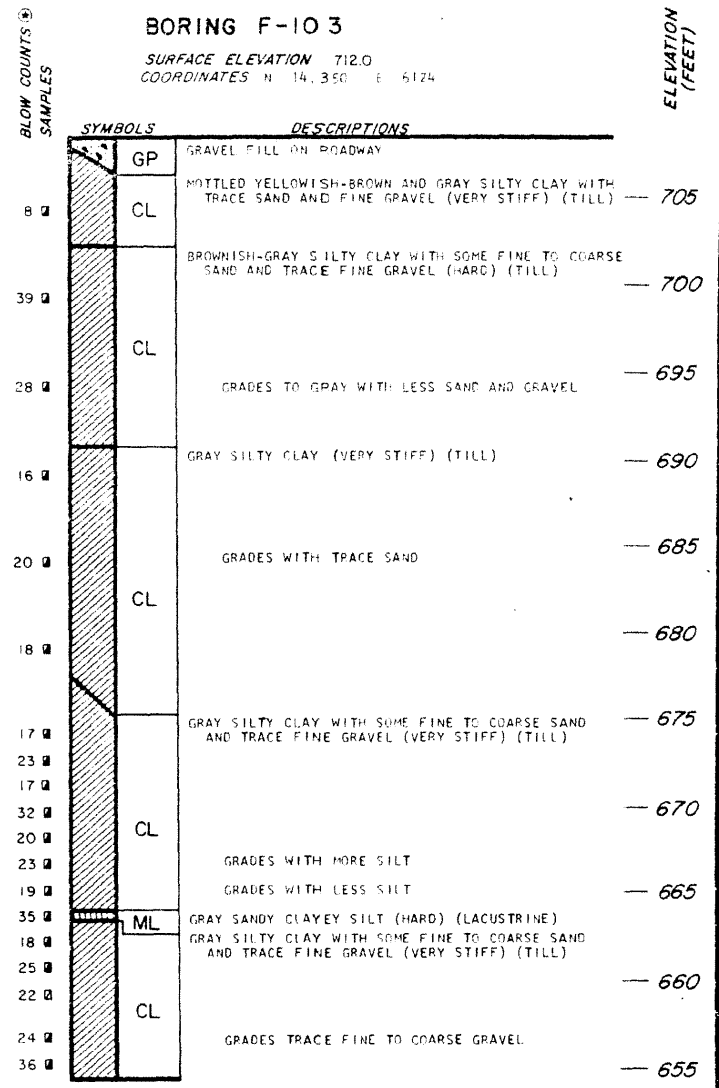 BORING F-103
SURFACE ELEVATION 712.0
COORDINATES N 14,350 E 6124
BLOW COUNTS
SAMPLES
SYMBOLS
DESCRIPTIONS
ELEVATION
(FEET)
GP
GRAVEL FILL ON ROADWAY
8
CL
MOTTLED YELLOWISH-BROWN AND GRAY SILTY CLAY WITH
TRACE SAND AND FINE GRAVEL (VERY STIFF) (TILL)
705
BROWNISH-GRAY SILTY CLAY WITH SOME FINE TO COARSE
SAND AND TRACE FINE GRAVEL (HARD) (TILL)
700
39
CL
695
28
GRADES TO GRAY WITH LESS SAND AND GRAVEL
GRAY SILTY CLAY (VERY STIFF) (TILL)
690
16
685
20
GRADES WITH TRACE SAND
CL
680
18
675
GRAY SILTY CLAY WITH SOME FINE TO COARSE SAND
AND TRACE FINE GRAVEL (VERY STIFF) (TILL)
17
23
17
670
32
CL
20
23
GRADES WITH MORE SILT
19
GRADES WITH LESS SILT
665
35
ML
GRAY SANDY CLAYEY SILT (HARD) (LACUSTRINE)
18
GRAY SILTY CLAY WITH SOME FINE TO COARSE SAND
AND TRACE FINE GRAVEL (VERY STIFF) (TILL)
25
660
22
CL
24
GRADES TRACE FINE TO COARSE GRAVEL
36
655